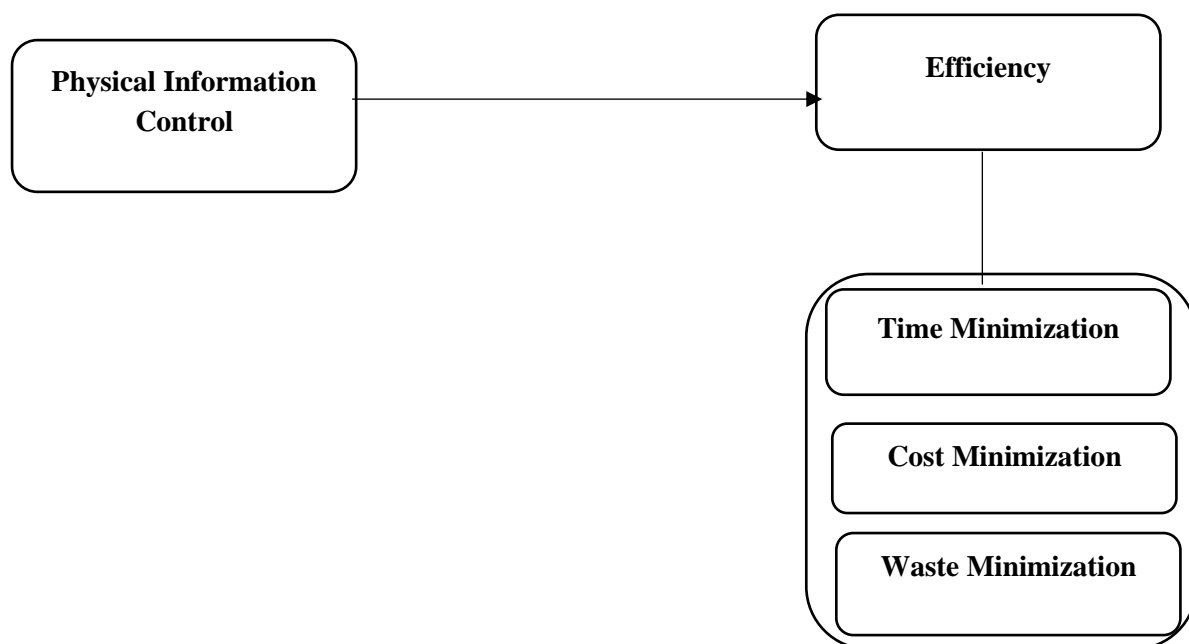 Physical Information
Control
Efficiency
Time Minimization
Cost Minimization
Waste Minimization